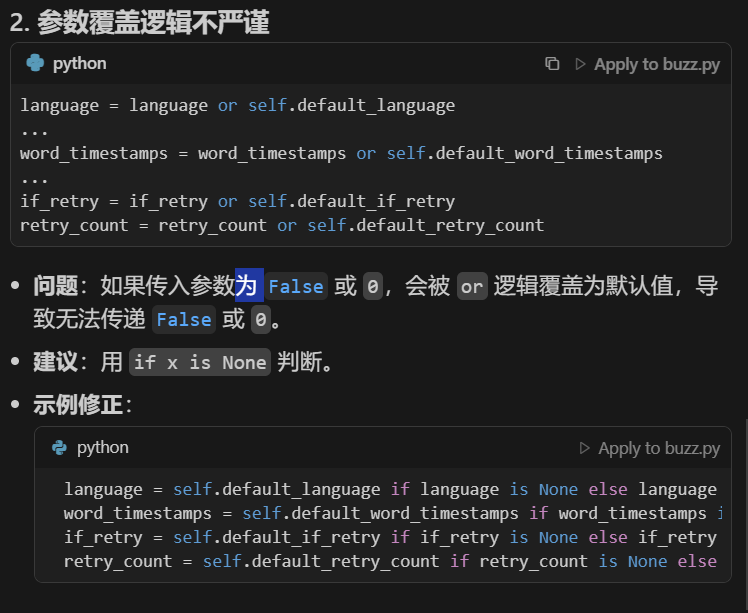 2. 参数覆盖逻辑不严谨
python
Apply to buzz.py
language = language or self.default_language
...
word_timestamps = word_timestamps or self.default_word_timestamps
...
if_retry = if_retry or self.default_if_retry
retry_count = retry_count or self.default_retry_count
问题：如果传入参数为 False 或 0，会被 or 逻辑覆盖为默认值，导
致无法传递 False 或 0。
建议：用 if x is None 判断。
示例修正：
python
Apply to buzz.py
language = self.default_language if language is None else language
word_timestamps = self.default_word_timestamps if word_timestamps i
if_retry = self.default_if_retry if if_retry is None else if_retry
retry_count = self.default_retry_count if retry_count is None else